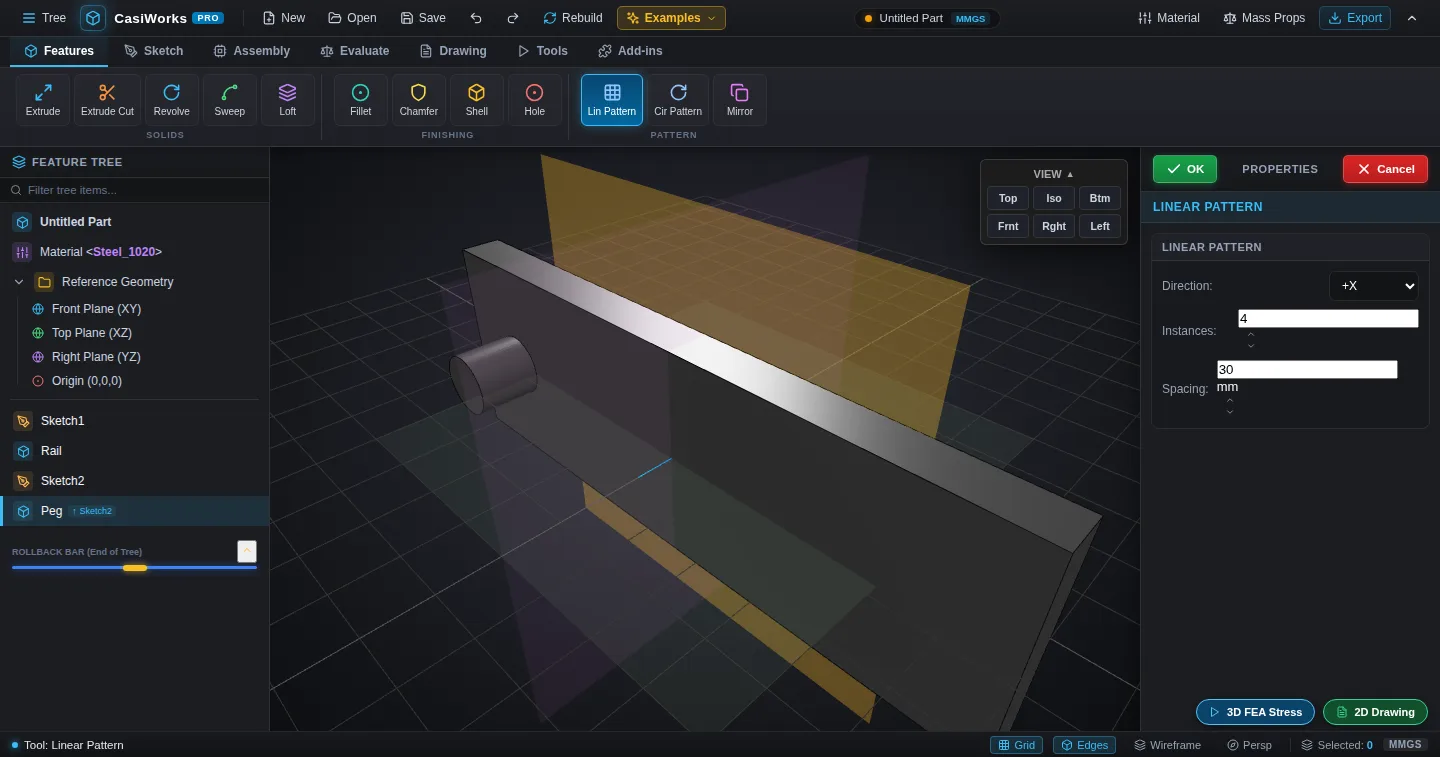 Tree CasiWorks PRO New Open Save Rebuild Examples Untitled Part MMGS Material Mass Props Export
Features Sketch Assembly Evaluate Drawing Tools Add-ins
Extrude Extrude Cut Revolve Sweep Loft Fillet Chamfer Shell Hole Lin Pattern Cir Pattern Mirror
SOLIDS FINISHING PATTERN
FEATURE TREE
Filter tree items...
Untitled Part
Material <Steel_1020>
Reference Geometry
Front Plane (XY)
Top Plane (XZ)
Right Plane (YZ)
Origin (0,0,0)
Sketch1
Rail
Sketch2
Peg ↑ Sketch2
ROLLBACK BAR (End of Tree)
VIEW ▲
Top Iso Btm
Frnt Rght Left
OK PROPERTIES Cancel
LINEAR PATTERN
LINEAR PATTERN
Direction: +X
Instances: 4
Spacing: 30
mm
3D FEA Stress 2D Drawing
Tool: Linear Pattern Grid Edges Wireframe Persp Selected: 0 MMGS